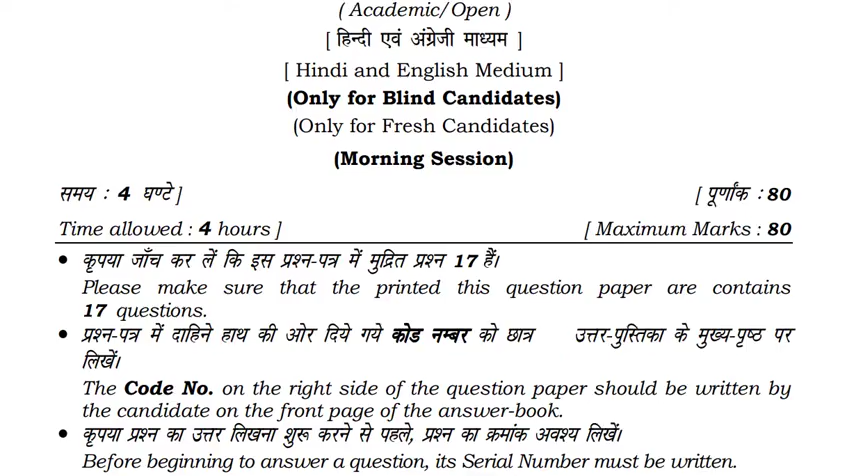 ( Academic/Open )
[ हिन्दी एवं अंग्रेजी माध्यम ]
[ Hindi and English Medium ]
(Only for Blind Candidates)
(Only for Fresh Candidates)
(Morning Session)
समय : 4 घण्टे ] [ पूर्णांक : 80
Time allowed : 4 hours ] [ Maximum Marks : 80
• कृपया जाँच कर लें कि इस प्रश्न-पत्र में मुद्रित प्रश्न 17 हैं।
Please make sure that the printed this question paper are contains
17 questions.
• प्रश्न-पत्र में दाहिने हाथ की ओर दिये गये कोड नम्बर को छात्र उत्तर-पुस्तिका के मुख्य-पृष्ठ पर
लिखें।
The Code No. on the right side of the question paper should be written by
the candidate on the front page of the answer-book.
• कृपया प्रश्न का उत्तर लिखना शुरू करने से पहले, प्रश्न का क्रमांक अवश्य लिखें।
Before beginning to answer a question, its Serial Number must be written.